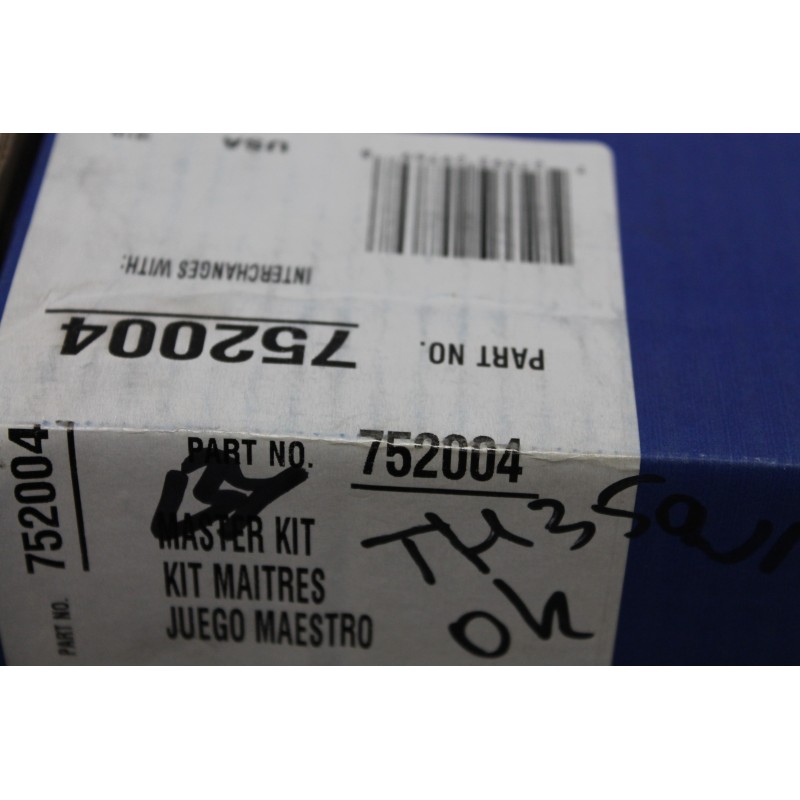 USA
INTERCHANGES WITH:
752004
PART NO.
PART NO. 752004
MASTER KIT
KIT MAITRES
JUEGO MAESTRO
PART NO. 752004
TH350
OK